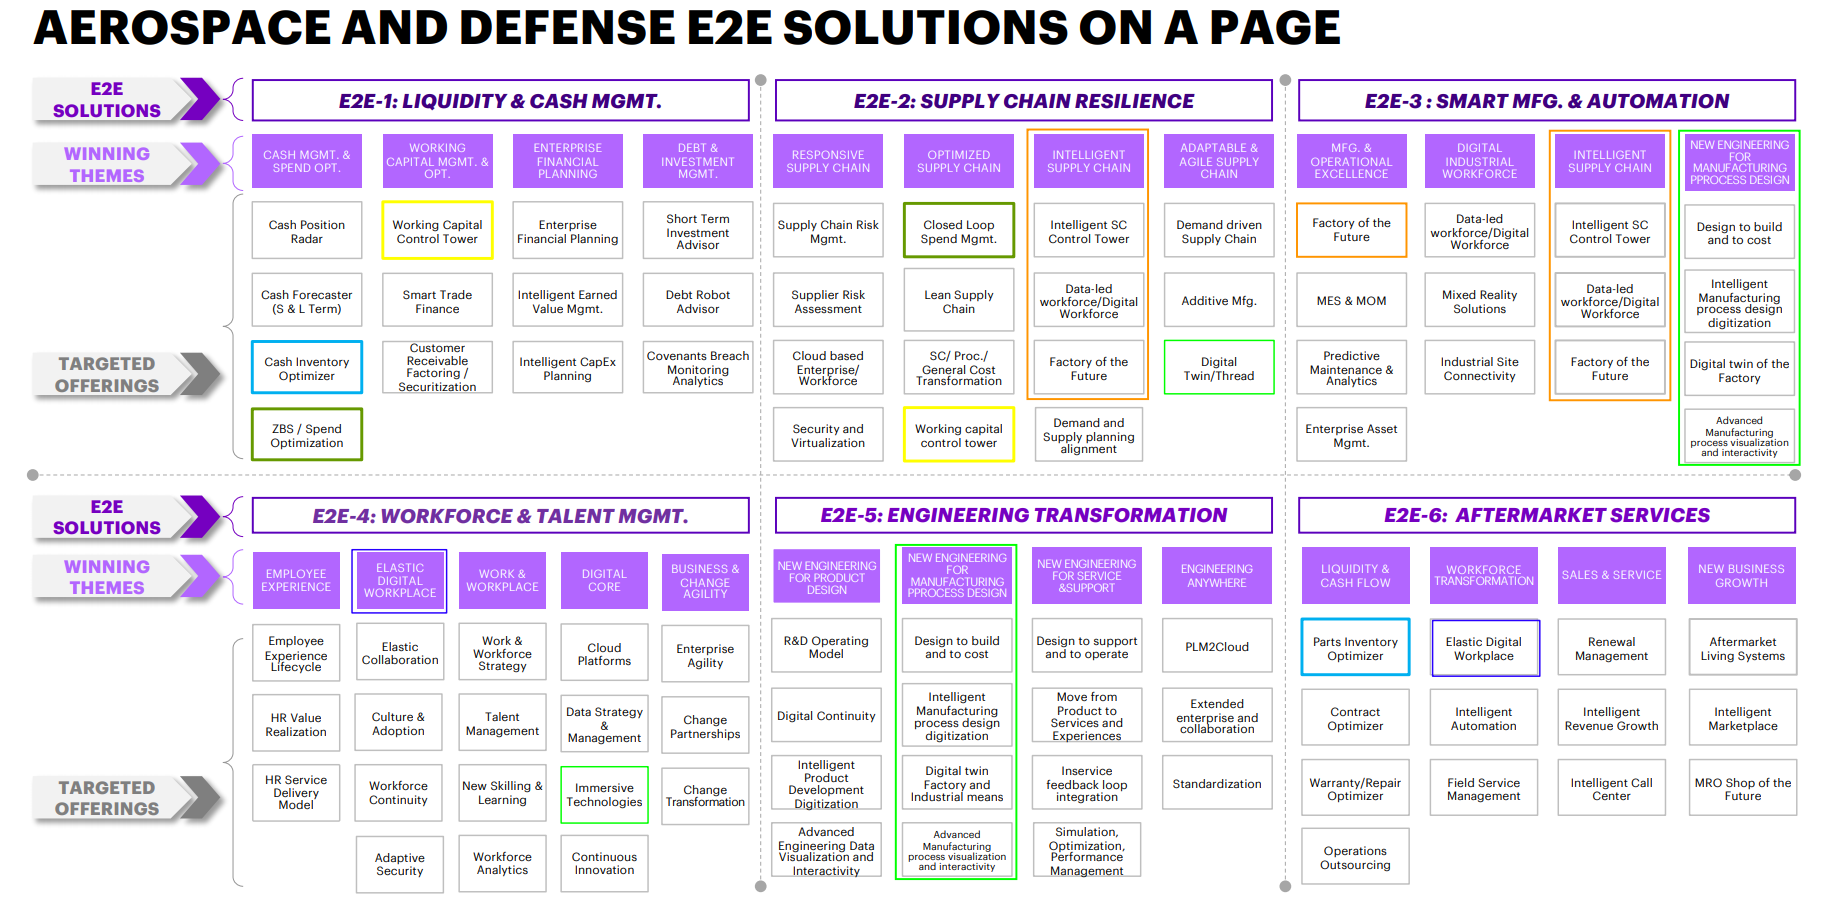 AEROSPACE AND DEFENSE E2E SOLUTIONS ON A PAGE
E2E
SOLUTIONS
E2E-1: LIQUIDITY & CASH MGMT.
E2E-2: SUPPLY CHAIN RESILIENCE
E2E-3 : SMART MFG. & AUTOMATION
WINNING
THEMES
CASH MGMT. &
SPEND OPT.
WORKING
CAPITAL MGMT. &
OPT.
ENTERPRISE
FINANCIAL
PLANNING
DEBT &
INVESTMENT
MGMT.
RESPONSIVE
SUPPLY CHAIN
OPTIMIZED
SUPPLY CHAIN
INTELLIGENT
SUPPLY CHAIN
ADAPTABLE &
AGILE SUPPLY
CHAIN
MFG. &
OPERATIONAL
EXCELLENCE
DIGITAL
INDUSTRIAL
WORKFORCE
INTELLIGENT
SUPPLY CHAIN
NEW ENGINEERING
FOR
MANUFACTURING
PPROCESS DESIGN
TARGETED
OFFERINGS
Cash Position
Radar
Working Capital
Control Tower
Enterprise
Financial Planning
Short Term
Investment
Advisor
Supply Chain Risk
Mgmt.
Closed Loop
Spend Mgmt.
Intelligent SC
Control Tower
Demand driven
Supply Chain
Factory of the
Future
Data-led
workforce/Digital
Workforce
Intelligent SC
Control Tower
Design to build
and to cost
Cash Forecaster
(S & L Term)
Smart Trade
Finance
Intelligent Earned
Value Mgmt.
Debt Robot
Advisor
Supplier Risk
Assessment
Lean Supply
Chain
Data-led
workforce/Digital
Workforce
Additive Mfg.
MES & MOM
Mixed Reality
Solutions
Data-led
workforce/Digital
Workforce
Intelligent
Manufacturing
process design
digitization
Cash Inventory
Optimizer
Customer
Receivable
Factoring /
Securitization
Intelligent CapEx
Planning
Covenants Breach
Monitoring
Analytics
Cloud based
Enterprise/
Workforce
SC/ Proc./
General Cost
Transformation
Factory of the
Future
Digital
Twin/Thread
Predictive
Maintenance &
Analytics
Industrial Site
Connectivity
Factory of the
Future
Digital twin of the
Factory
ZBS / Spend
Optimization
Security and
Virtualization
Working capital
control tower
Demand and
Supply planning
alignment
Enterprise Asset
Mgmt.
Advanced
Manufacturing
process visualization
and interactivity
E2E
SOLUTIONS
E2E-4: WORKFORCE & TALENT MGMT.
E2E-5: ENGINEERING TRANSFORMATION
E2E-6: AFTERMARKET SERVICES
WINNING
THEMES
EMPLOYEE
EXPERIENCE
ELASTIC
DIGITAL
WORKPLACE
WORK &
WORKPLACE
DIGITAL
CORE
BUSINESS &
CHANGE
AGILITY
NEW ENGINEERING
FOR PRODUCT
DESIGN
NEW ENGINEERING
FOR
MANUFACTURING
PPROCESS DESIGN
NEW ENGINEERING
FOR SERVICE
&SUPPORT
ENGINEERING
ANYWHERE
LIQUIDITY &
CASH FLOW
WORKFORCE
TRANSFORMATION
SALES & SERVICE
NEW BUSINESS
GROWTH
TARGETED
OFFERINGS
Employee
Experience
Lifecycle
Elastic
Collaboration
Work &
Workforce
Strategy
Cloud
Platforms
Enterprise
Agility
R&D Operating
Model
Design to build
and to cost
Design to support
and to operate
PLM2Cloud
Parts Inventory
Optimizer
Elastic Digital
Workplace
Renewal
Management
Aftermarket
Living Systems
HR Value
Realization
Culture &
Adoption
Talent
Management
Data Strategy
&
Management
Change
Partnerships
Digital Continuity
Intelligent
Manufacturing
process design
digitization
Move from
Product to
Services and
Experiences
Extended
enterprise and
collaboration
Contract
Optimizer
Intelligent
Automation
Intelligent
Revenue Growth
Intelligent
Marketplace
HR Service
Delivery
Model
Workforce
Continuity
New Skilling &
Learning
Immersive
Technologies
Change
Transformation
Intelligent
Product
Development
Digitization
Digital twin
Factory and
Industrial means
Inservice
feedback loop
integration
Standardization
Warranty/Repair
Optimizer
Field Service
Management
Intelligent Call
Center
MRO Shop of the
Future
Adaptive
Security
Workforce
Analytics
Continuous
Innovation
Advanced
Engineering Data
Visualization and
Interactivity
Advanced
Manufacturing
process visualization
and interactivity
Simulation,
Optimization,
Performance
Management
Operations
Outsourcing